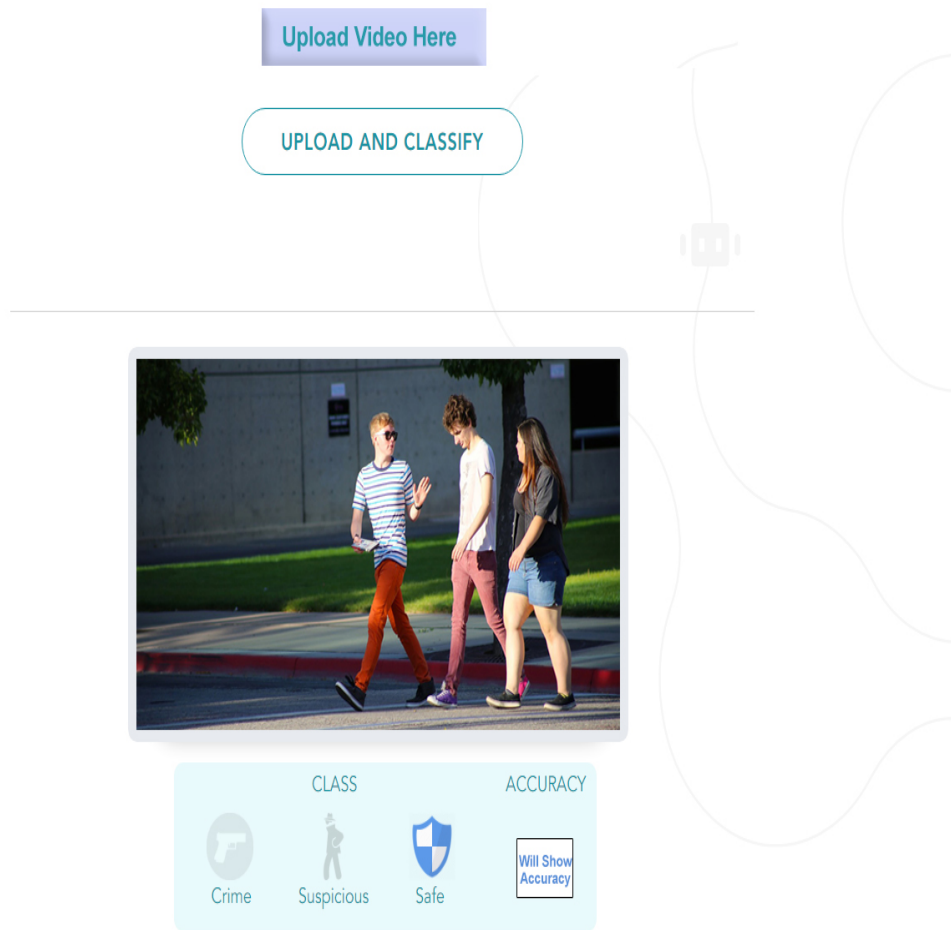 Upload Video Here
UPLOAD AND CLASSIFY
CLASS
ACCURACY
Will Show
Accuracy
Crime
Suspicious
Safe